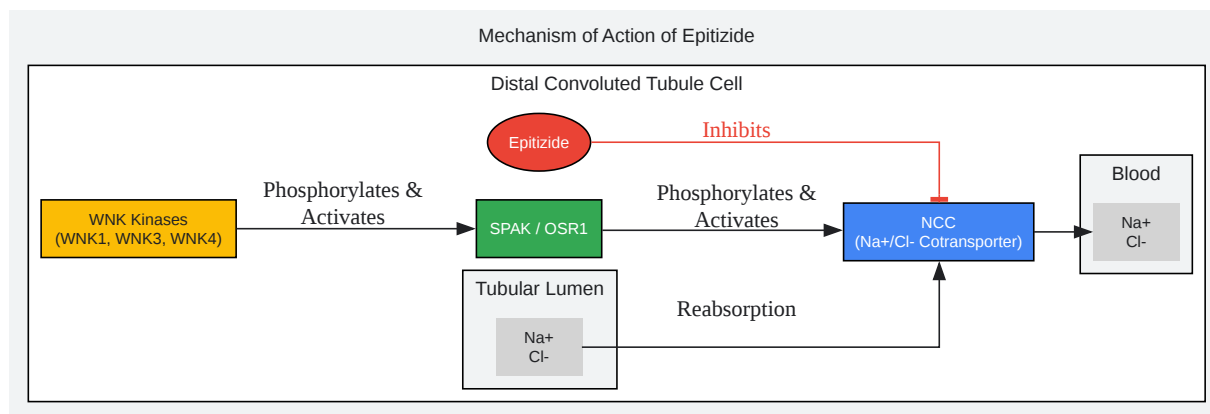 Mechanism of Action of Epitizide
Distal Convoluted Tubule Cell
Epitizide
Inhibits
Blood
Phosphorylates &
Activates
Phosphorylates &
Activates
WNK Kinases
(WNK1, WNK3, WNK4)
SPAK / OSR1
NCC
(Na+/Cl- Cotransporter)
Na+
Cl-
Tubular Lumen
Reabsorption
Na+
Cl-